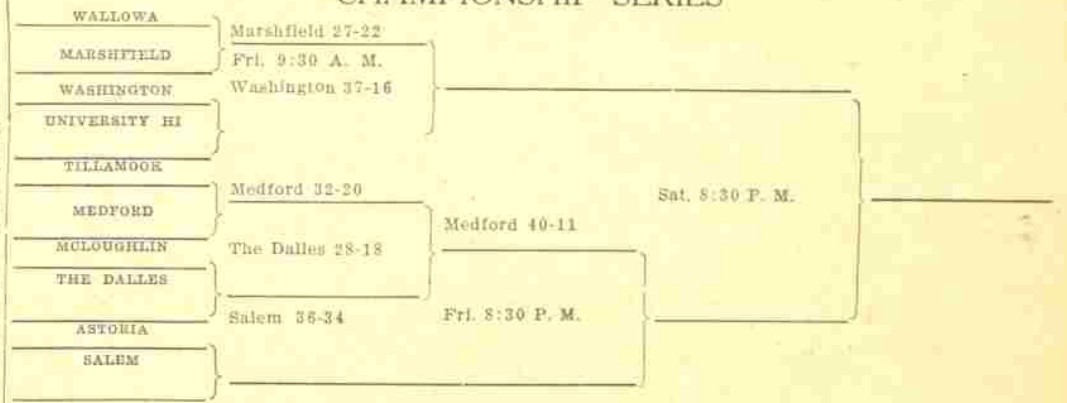 CHAMPIONSHIP SERIES
WALLOWA
Marshfield 27-22
MARSHFIELD
Fri. 9:30 A. M.
WASHINGTON
Washington 37-16
UNIVERSITY HI
TILLAMOOK
Medford 32-20
Sat. 8:30 P. M.
MEDFORD
Medford 40-11
MCLOUGHLIN
The Dalles 28-18
THE DALLES
Salem 36-34
Fri. 8:30 P. M.
ASTORIA
SALEM